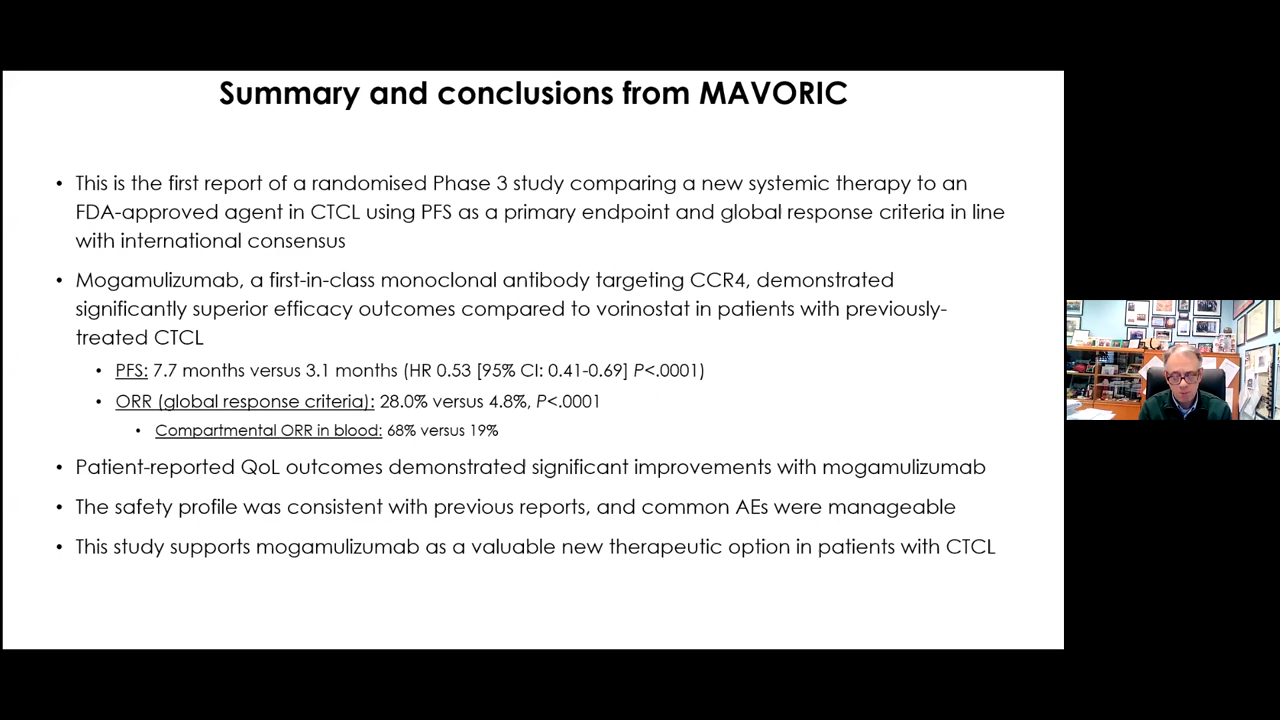 Summary and conclusions from MAVORIC
• This is the first report of a randomised Phase 3 study comparing a new systemic therapy to an
FDA-approved agent in CTCL using PFS as a primary endpoint and global response criteria in line
with international consensus
• Mogamulizumab, a first-in-class monoclonal antibody targeting CCR4, demonstrated
significantly superior efficacy outcomes compared to vorinostat in patients with previously-
treated CTCL
• PFS: 7.7 months versus 3.1 months (HR 0.53 [95% CI: 0.41-0.69] P<.0001)
• ORR (global response criteria): 28.0% versus 4.8%, P<.0001
• Compartmental ORR in blood: 68% versus 19%
• Patient-reported QoL outcomes demonstrated significant improvements with mogamulizumab
• The safety profile was consistent with previous reports, and common AEs were manageable
• This study supports mogamulizumab as a valuable new therapeutic option in patients with CTCL